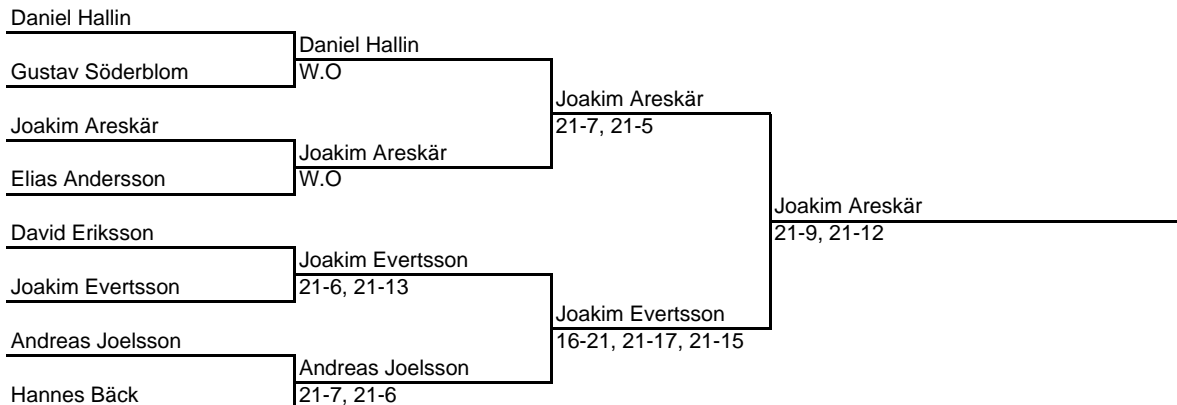 Daniel Hallin
Daniel Hallin
Gustav Söderblom
W.O
Joakim Areskär
Joakim Areskär
21-7, 21-5
Joakim Areskär
Elias Andersson
W.O
Joakim Areskär
David Eriksson
21-9, 21-12
Joakim Evertsson
Joakim Evertsson
21-6, 21-13
Joakim Evertsson
Andreas Joelsson
16-21, 21-17, 21-15
Andreas Joelsson
Hannes Bäck
21-7, 21-6